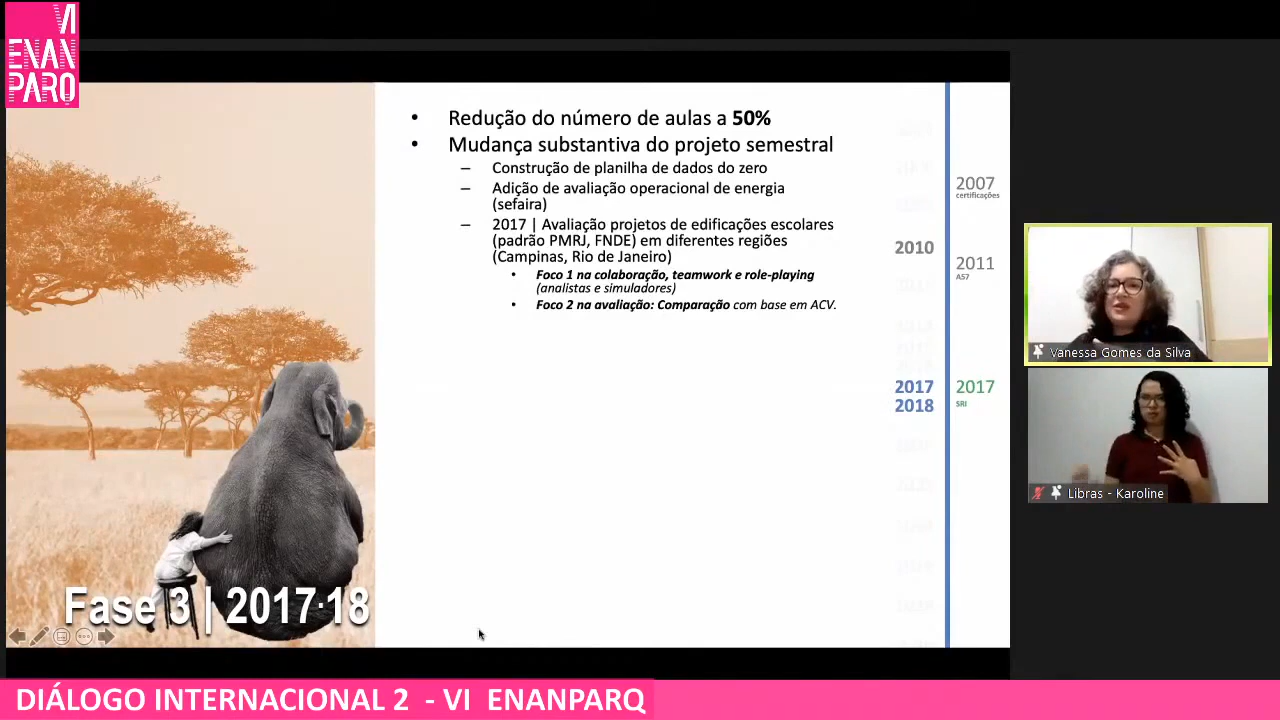 VI
ENAN
PARQ
• Redução do número de aulas a 50%
• Mudança substantiva do projeto semestral
– Construção de planilha de dados do zero
– Adição de avaliação operacional de energia
(sefaira)
– 2017 | Avaliação projetos de edificações escolares
(padrão PMRJ, FNDE) em diferentes regiões
(Campinas, Rio de Janeiro)
• Foco 1 na colaboração, teamwork e role-playing
(analistas e simuladores)
• Foco 2 na avaliação: Comparação com base em ACV.
2007
certificações
2010
2011
A57
2017
2018
2017
SRI
Fase 3 | 2017·18
Vanessa Gomes da Silva
Libras - Karoline
DIÁLOGO INTERNACIONAL 2 - VI ENANPARQ